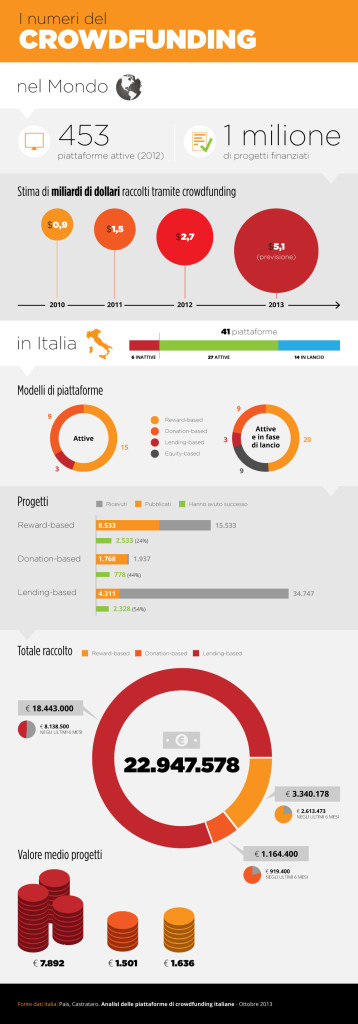 I numeri del
CROWDFUNDING
nel Mondo
453
piattaforme attive (2012)
1 milione
di progetti finanziati
Stima di miliardi di dollari raccolti tramite crowdfunding
$0,9
$1,5
$2,7
$5,1
(previsione)
2010 2011 2012 2013
in Italia
41 piattaforme
6 INATTIVE 27 ATTIVE 14 IN LANCIO
Modelli di piattaforme
9
Attive
15
3
Reward-based
Donation-based
Lending-based
Equity-based
9
Attive
e in fase
di lancio
3
20
9
Progetti
Ricevuti Pubblicati Hanno avuto successo
Reward-based
8.533 15.533
2.533 (24%)
Donation-based
1.768 1.937
778 (44%)
Lending-based
4.311 34.747
2.328 (54%)
Totale raccolto
Reward-based Donation-based Lending-based
€ 18.443.000
€ 8.138.500
NEGLI ULTIMI 6 MESI
€
22.947.578
€ 3.340.178
€ 2.613.473
NEGLI ULTIMI 6 MESI
€ 1.164.400
€ 919.400
NEGLI ULTIMI 6 MESI
Valore medio progetti
€ 7.892 € 1.501 € 1.636
Fonte dati Italia: Pais, Castrataro. Analisi delle piattaforme di crowdfunding italiane - Ottobre 2013